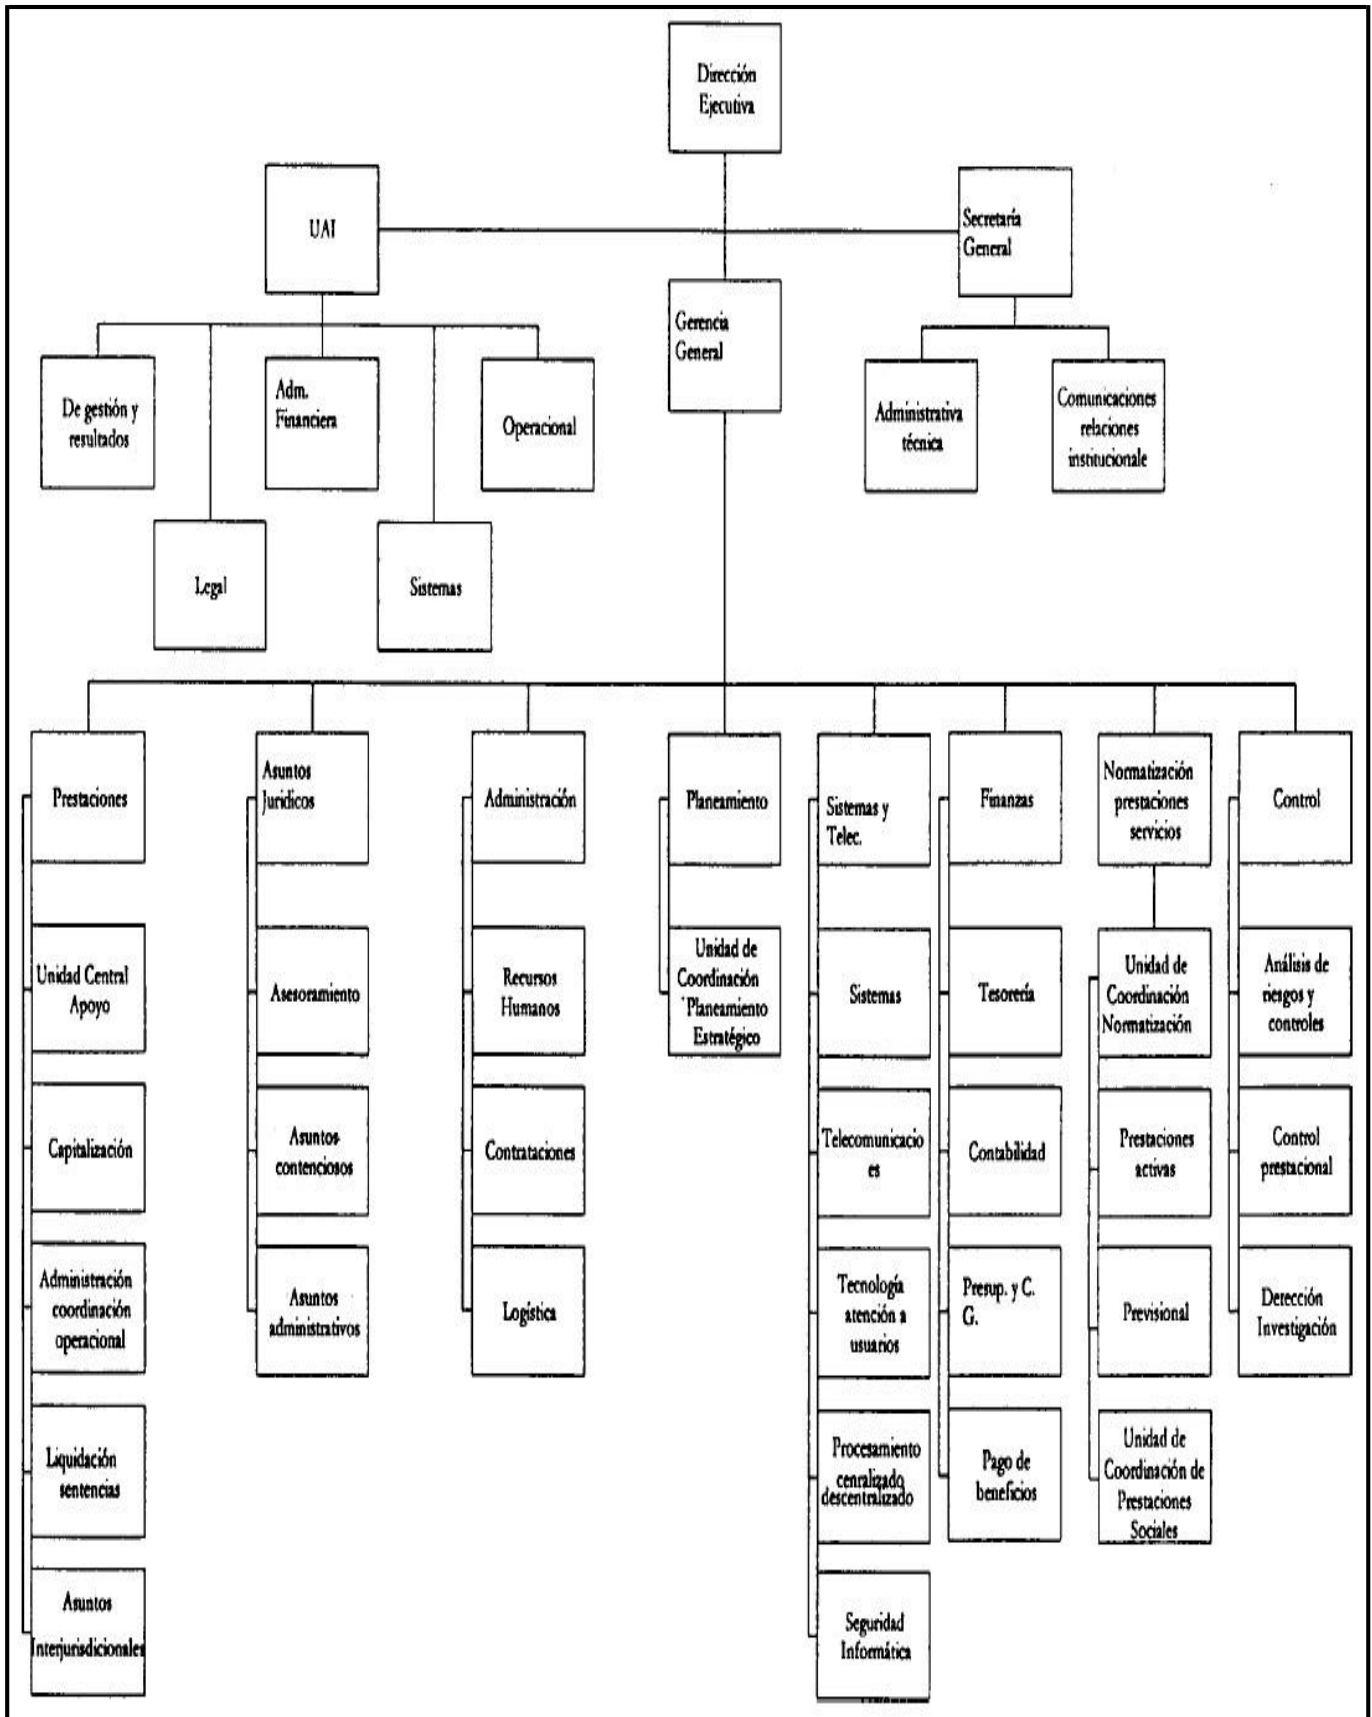 Dirección
Ejecutiva
UAI
Secretaría
General
Gerencia
General
De gestión y
resultados
Adm.
Financiera
Operacional
Administrativa
técnica
Comunicaciones
relaciones
institucionale
Legal
Sistemas
Prestaciones
Asuntos
Jurídicos
Administración
Planeamiento
Sistemas y
Telec.
Finanzas
Normatización
prestaciones
servicios
Control
Unidad Central
Apoyo
Asesoramiento
Recursos
Humanos
Unidad de
Coordinación
Planeamiento
Estratégico
Sistemas
Tesorería
Unidad de
Coordinación
Normatización
Análisis de
riesgos y
controles
Capitalización
Asuntos
contenciosos
Contrataciones
Telecomunicacio
es
Contabilidad
Prestaciones
activas
Control
prestacional
Administración
coordinación
operacional
Asuntos
administrativos
Logística
Tecnología
atención a
usuarios
Presup. y C.
G.
Previsional
Derección
Investigación
Liquidación
sentencias
Procesamiento
cenralizado
descentralizado
Pago de
beneficios
Unidad de
Coordinación de
Prestaciones
Sociales
Asuntos
Interjurisdicionales
Seguridad
Informática